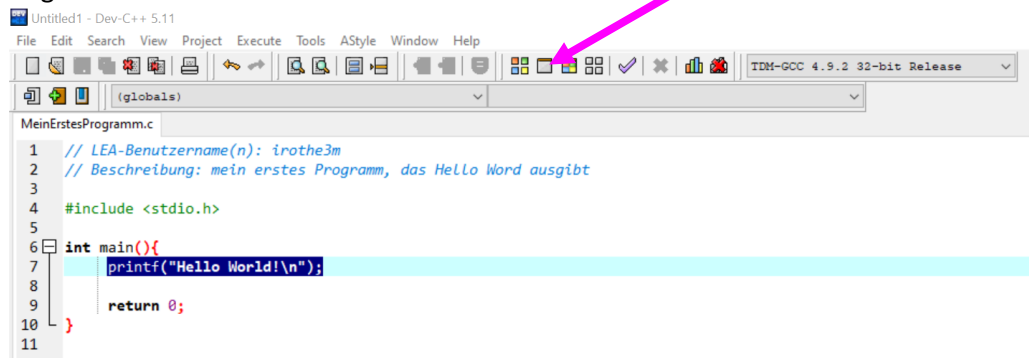 Untitled1 - Dev-C++ 5.11
File Edit Search View Project Execute Tools AStyle Window Help
TDM-GCC 4.9.2 32-bit Release
(globals)
MeinErstesProgramm.c
1 // LEA-Benutzername(n): irothe3m
2 // Beschreibung: mein erstes Programm, das Hello Word ausgibt
3
4 #include <stdio.h>
5
6 int main(){
7 printf("Hello World!\n");
8
9 return 0;
10 }
11